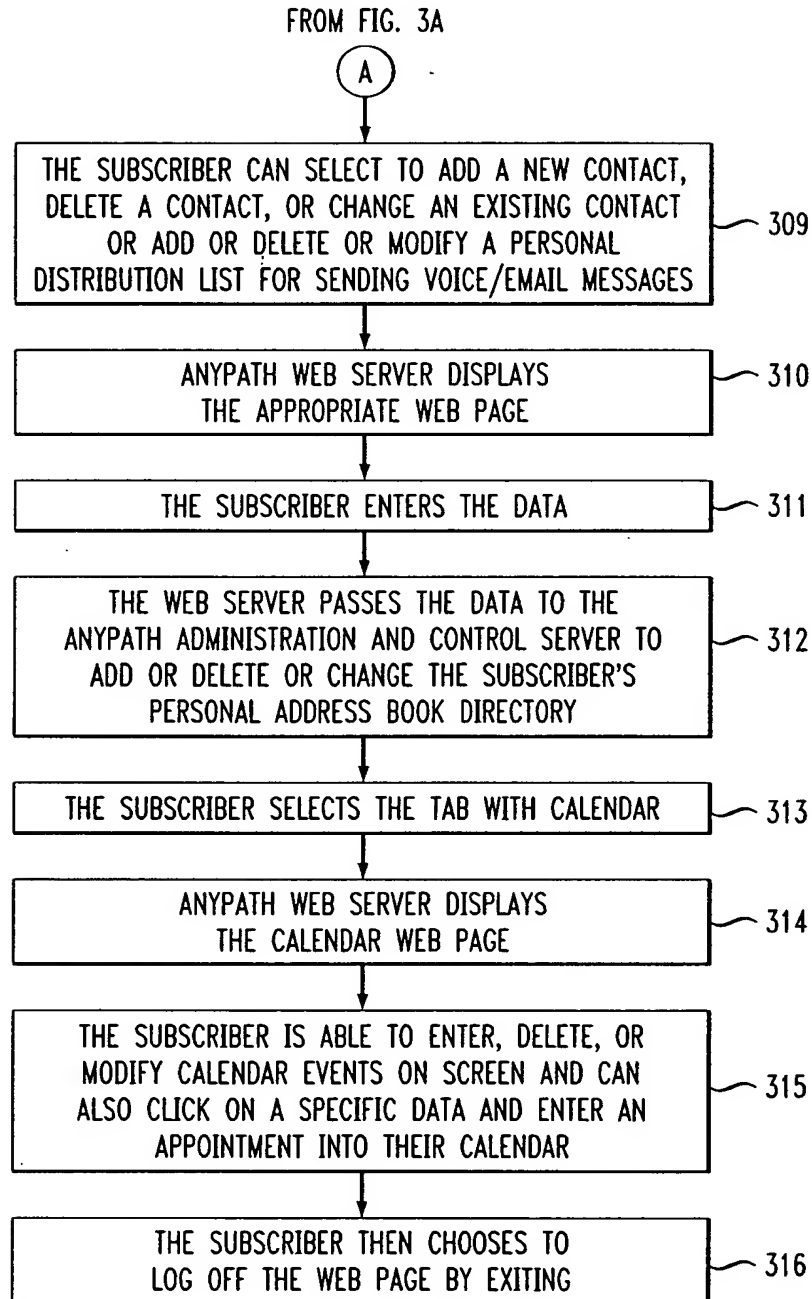 FROM FIG. 3A
A
THE SUBSCRIBER CAN SELECT TO ADD A NEW CONTACT,
DELETE A CONTACT, OR CHANGE AN EXISTING CONTACT
OR ADD OR DELETE OR MODIFY A PERSONAL
DISTRIBUTION LIST FOR SENDING VOICE/EMAIL MESSAGES
309
ANYPATH WEB SERVER DISPLAYS
THE APPROPRIATE WEB PAGE
310
THE SUBSCRIBER ENTERS THE DATA
311
THE WEB SERVER PASSES THE DATA TO THE
ANYPATH ADMINISTRATION AND CONTROL SERVER TO
ADD OR DELETE OR CHANGE THE SUBSCRIBER'S
PERSONAL ADDRESS BOOK DIRECTORY
312
THE SUBSCRIBER SELECTS THE TAB WITH CALENDAR
313
ANYPATH WEB SERVER DISPLAYS
THE CALENDAR WEB PAGE
314
THE SUBSCRIBER IS ABLE TO ENTER, DELETE, OR
MODIFY CALENDAR EVENTS ON SCREEN AND CAN
ALSO CLICK ON A SPECIFIC DATA AND ENTER AN
APPOINTMENT INTO THEIR CALENDAR
315
THE SUBSCRIBER THEN CHOOSES TO
LOG OFF THE WEB PAGE BY EXITING
316